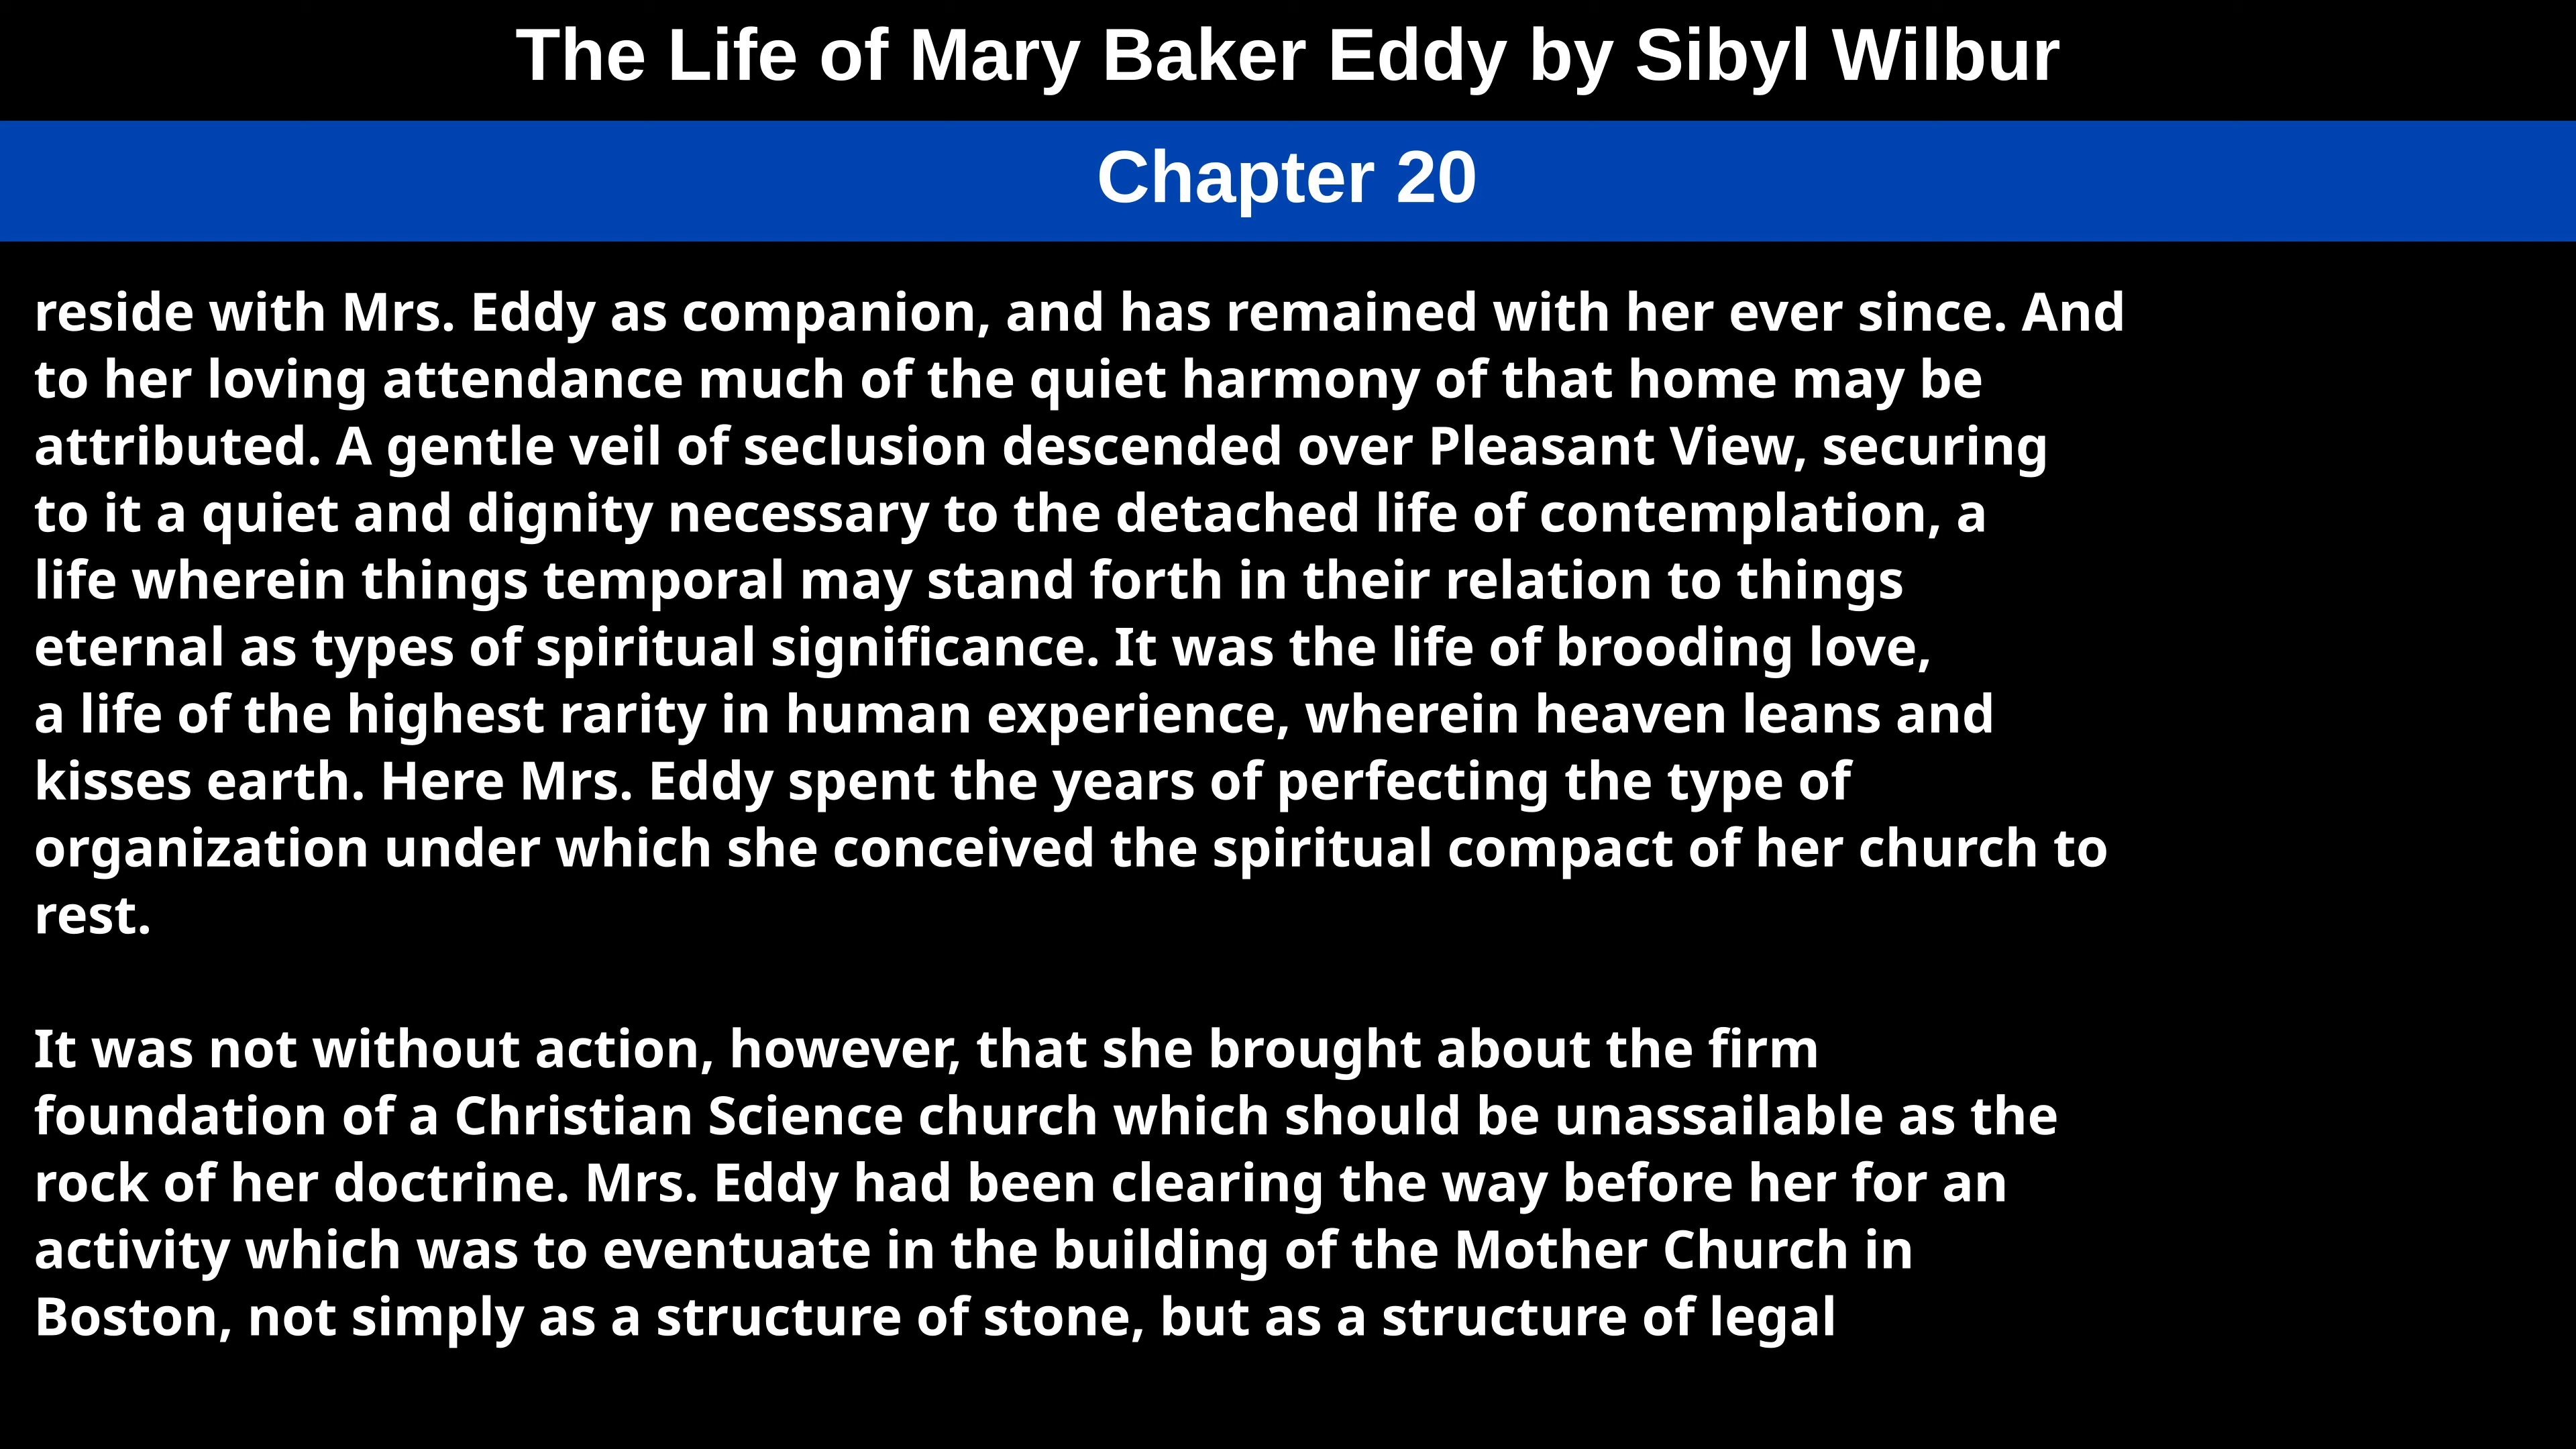 The Life of Mary Baker Eddy by Sibyl Wilbur
Chapter 20
reside with Mrs. Eddy as companion, and has remained with her ever since. And
to her loving attendance much of the quiet harmony of that home may be
attributed. A gentle veil of seclusion descended over Pleasant View, securing
to it a quiet and dignity necessary to the detached life of contemplation, a
life wherein things temporal may stand forth in their relation to things
eternal as types of spiritual significance. It was the life of brooding love,
a life of the highest rarity in human experience, wherein heaven leans and
kisses earth. Here Mrs. Eddy spent the years of perfecting the type of
organization under which she conceived the spiritual compact of her church to
rest.
It was not without action, however, that she brought about the firm
foundation of a Christian Science church which should be unassailable as the
rock of her doctrine. Mrs. Eddy had been clearing the way before her for an
activity which was to eventuate in the building of the Mother Church in
Boston, not simply as a structure of stone, but as a structure of legal